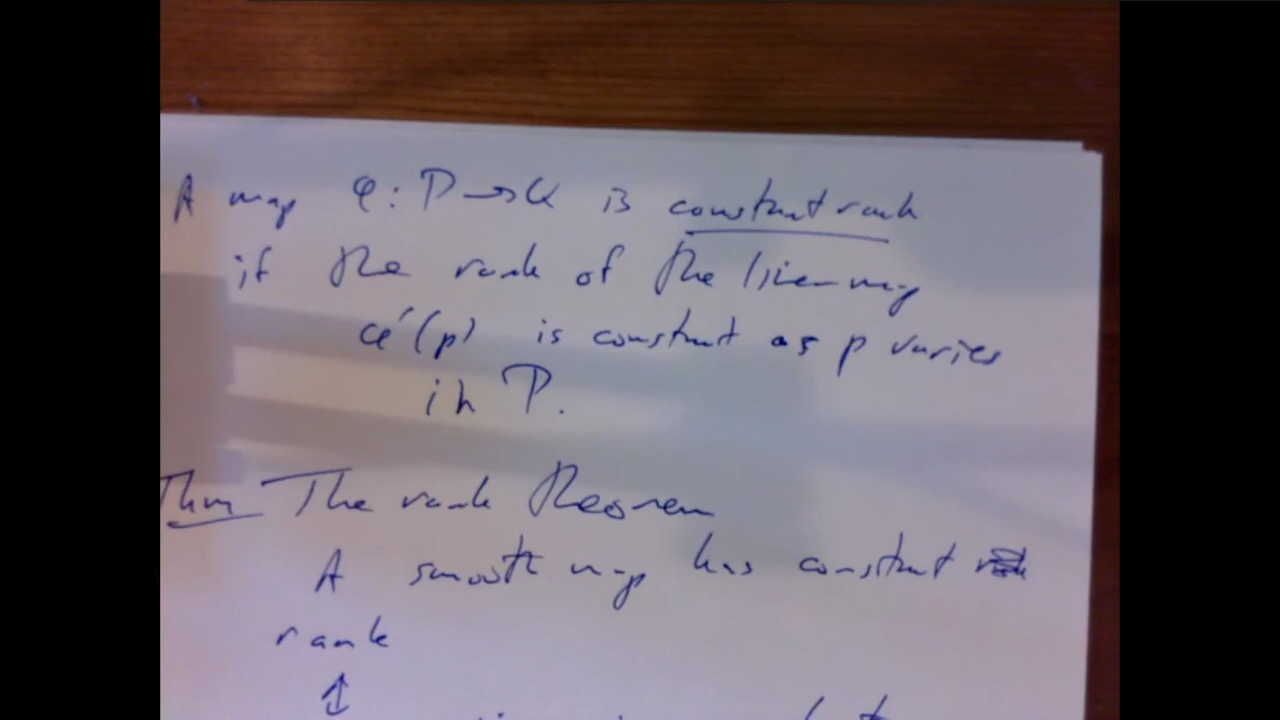 A map φ: P → Q is constant rank
if the rank of the linear map
φ'(p) is constant as p varies
in P.
Thm The rank theorem
A smooth map has constant
rank
↕